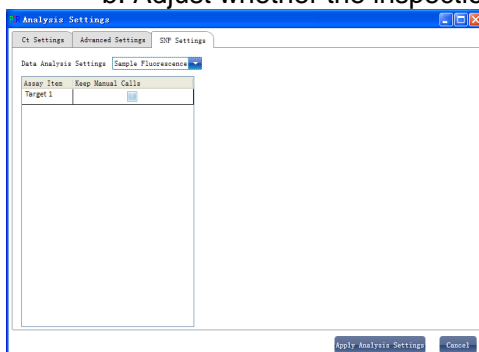 b. Adjust whether the inspectio
Analysis Settings
Ct Settings Advanced Settings SNP Settings
Data Analysis Settings Sample Fluorescence
Assay Item Keep Manual Calls
Target 1
Apply Analysis Settings Cancel